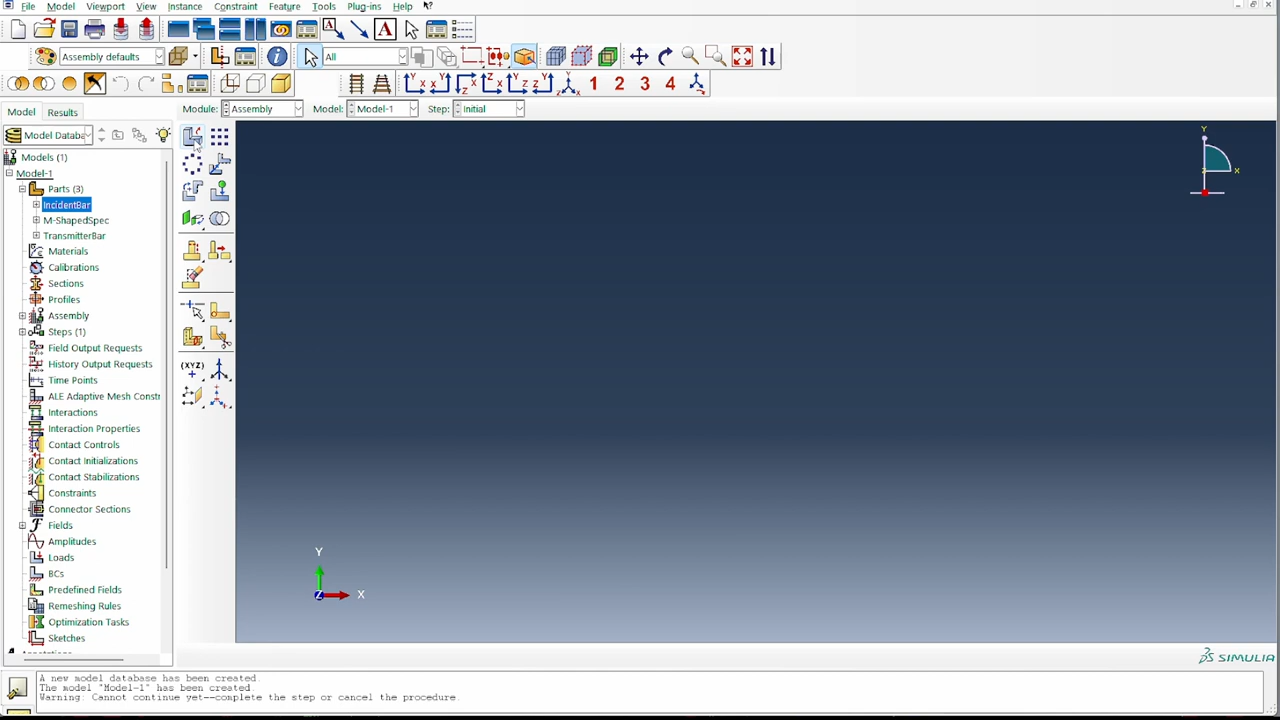 File Model Viewport View Instance Constraint Feature Tools Plug-ins Help
Assembly defaults All
1 2 3 4
Model Results Module: Assembly Model: Model-1 Step: Initial
Model Databa
Models (1)
Model-1
Parts (3)
IncidentBar
M-ShapedSpec
TransmitterBar
Materials
Calibrations
Sections
Profiles
Assembly
Steps (1)
Field Output Requests
History Output Requests
Time Points
ALE Adaptive Mesh Constr
Interactions
Interaction Properties
Contact Controls
Contact Initializations
Contact Stabilizations
Constraints
Connector Sections
Fields
Amplitudes
Loads
BCs
Predefined Fields
Remeshing Rules
Optimization Tasks
Sketches
(XYZ)
Y
X
Y
X
Z
SIMULIA
A new model database has been created.
The model "Model-1" has been created.
Warning: Cannot continue yet--complete the step or cancel the procedure.